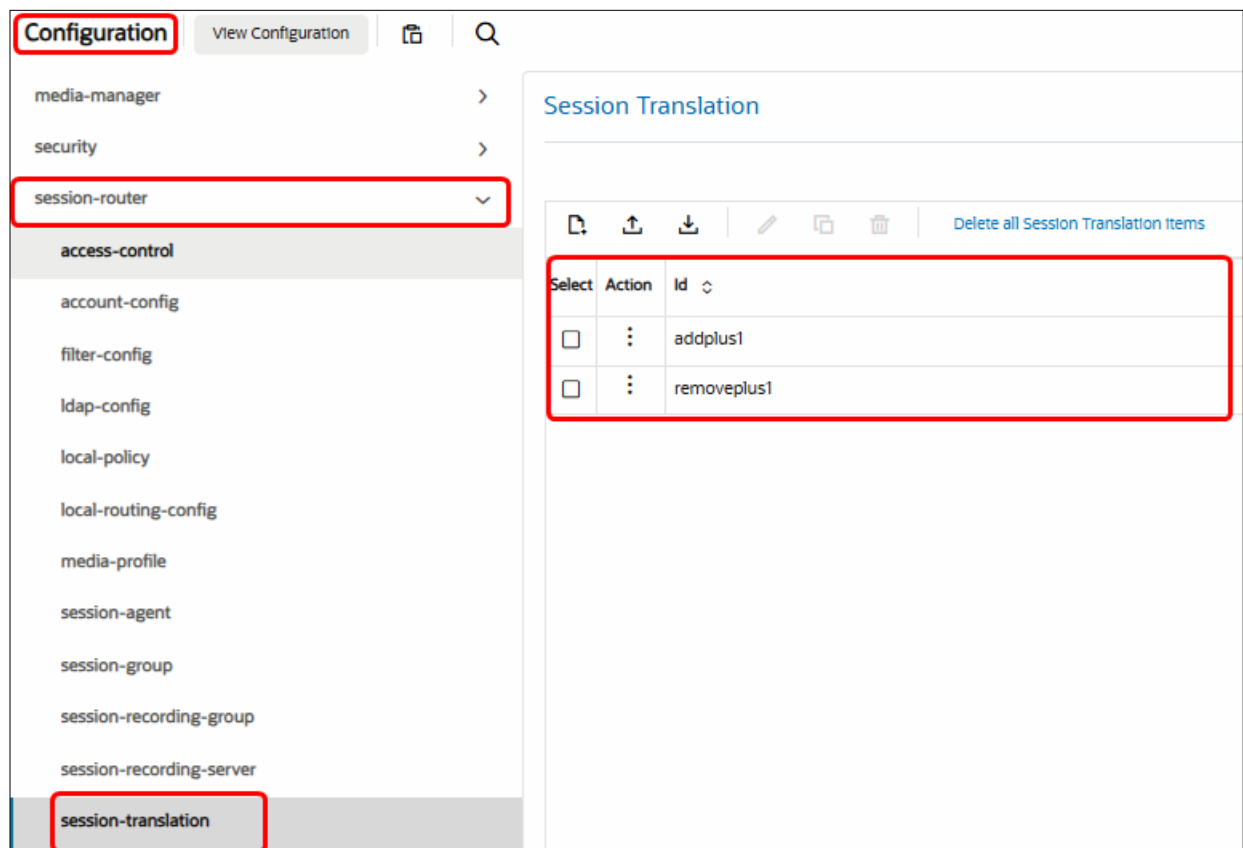 Configuration View Configuration
media-manager
security
session-router
access-control
account-config
filter-config
ldap-config
local-policy
local-routing-config
media-profile
session-agent
session-group
session-recording-group
session-recording-server
session-translation
Session Translation
Delete all Session Translation Items
Select Action Id
addplus1
removeplus1